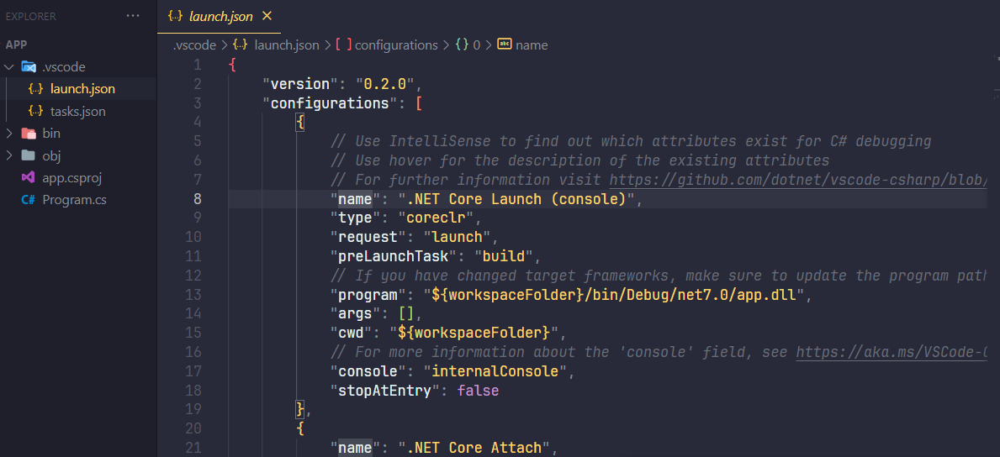 EXPLORER ···
APP
.vscode
launch.json
tasks.json
bin
obj
app.csproj
C# Program.cs
{..} launch.json ×
.vscode > {..} launch.json > [ ] configurations > {} 0 > abc name
1 {
2 "version": "0.2.0",
3 "configurations": [
4 {
5 // Use IntelliSense to find out which attributes exist for C# debugging
6 // Use hover for the description of the existing attributes
7 // For further information visit https://github.com/dotnet/vscode-csharp/blob/
8 "name": ".NET Core Launch (console)",
9 "type": "coreclr",
10 "request": "launch",
11 "preLaunchTask": "build",
12 // If you have changed target frameworks, make sure to update the program path
13 "program": "${workspaceFolder}/bin/Debug/net7.0/app.dll",
14 "args": [],
15 "cwd": "${workspaceFolder}",
16 // For more information about the 'console' field, see https://aka.ms/VSCode-
17 "console": "internalConsole",
18 "stopAtEntry": false
19 },
20 {
21 "name": ".NET Core Attach",